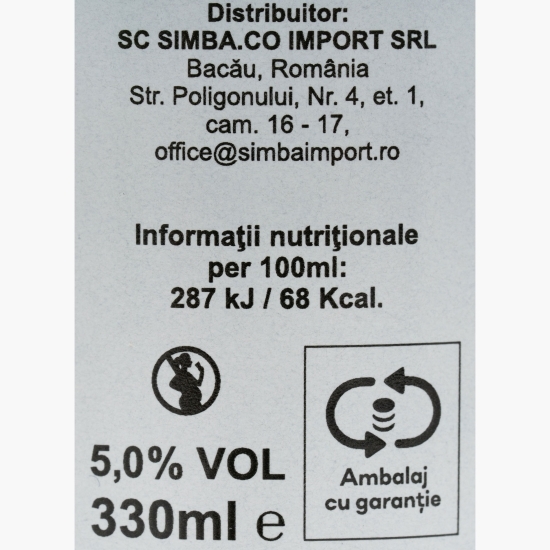 Distribuitor:
SC SIMBA.CO IMPORT SRL
Bacău, România
Str. Poligonului, Nr. 4, et. 1,
cam. 16 - 17,
office@simbaimport.ro
Informaţii nutriţionale
per 100ml:
287 kJ / 68 Kcal.
5,0% VOL
330ml e
Ambalaj
cu garanție